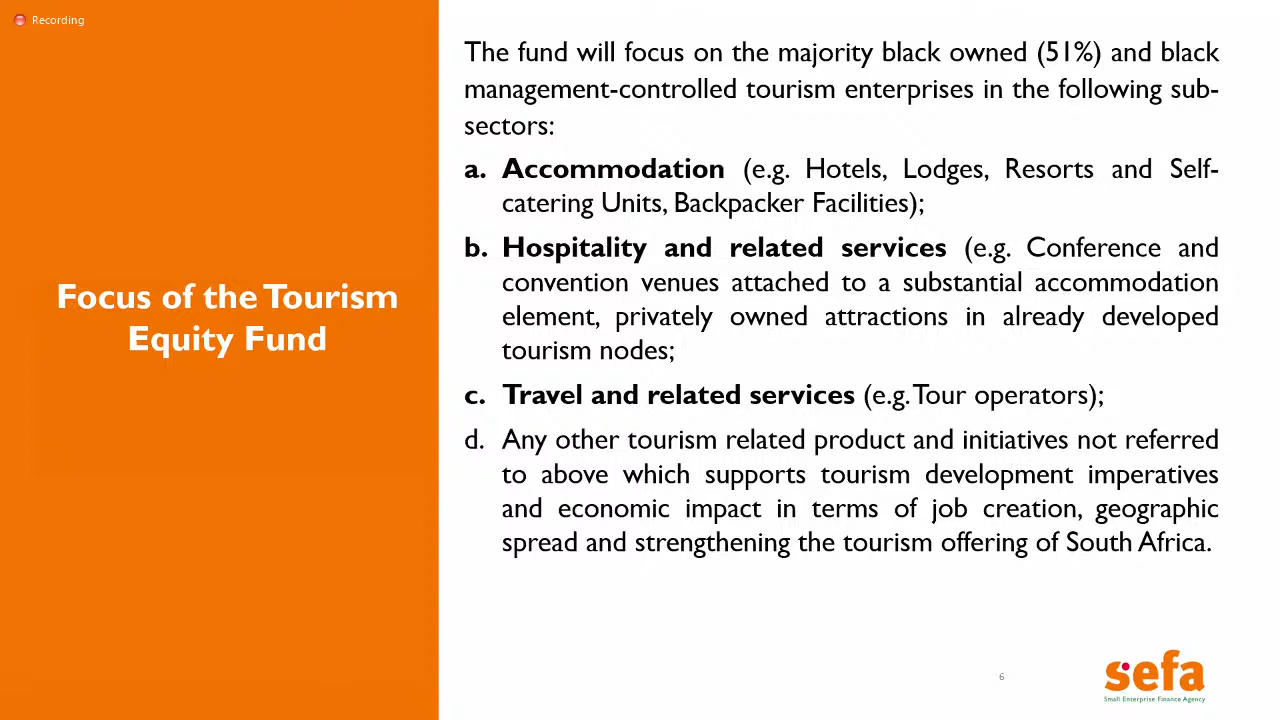 Recording
Focus of the Tourism
Equity Fund
The fund will focus on the majority black owned (51%) and black
management-controlled tourism enterprises in the following sub-
sectors:
a. Accommodation (e.g. Hotels, Lodges, Resorts and Self-
catering Units, Backpacker Facilities);
b. Hospitality and related services (e.g. Conference and
convention venues attached to a substantial accommodation
element, privately owned attractions in already developed
tourism nodes;
c. Travel and related services (e.g. Tour operators);
d. Any other tourism related product and initiatives not referred
to above which supports tourism development imperatives
and economic impact in terms of job creation, geographic
spread and strengthening the tourism offering of South Africa.
6
sefa
Small Enterprise Finance Agency